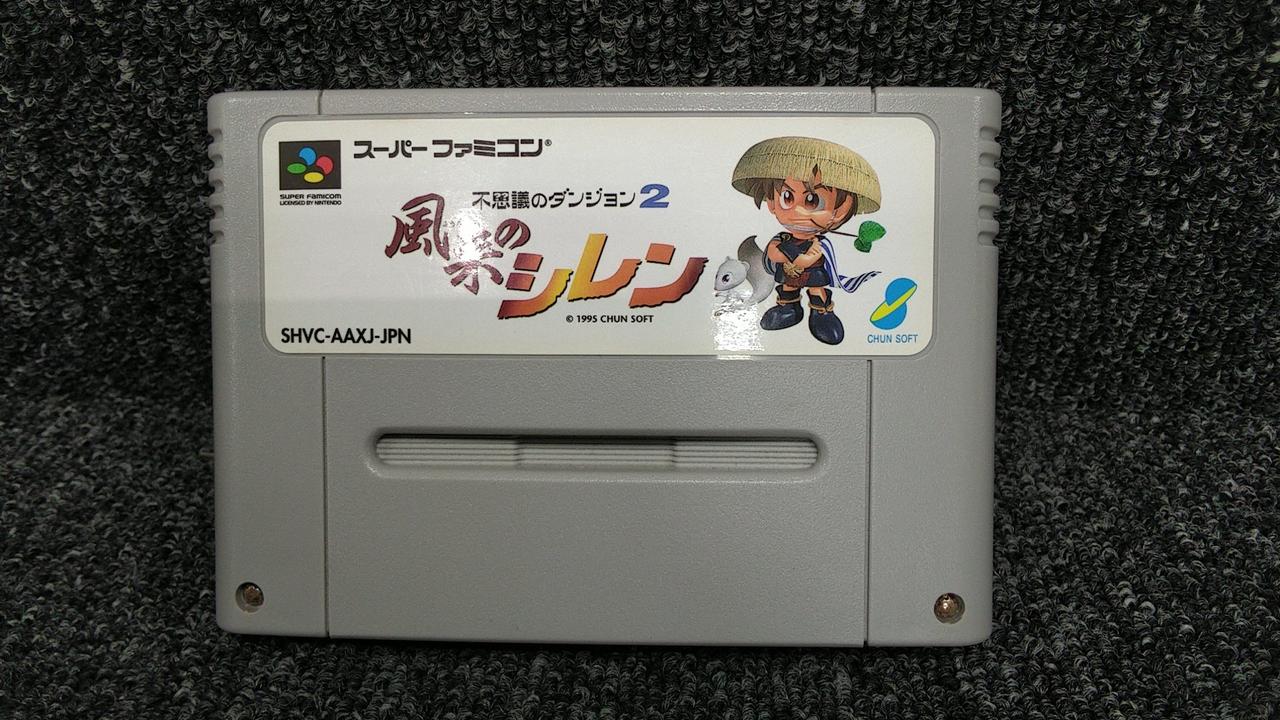 スーパーファミコン®
SUPER FAMICOM
LICENSED BY NINTENDO
不思議のダンジョン2
風来の
シレン
© 1995 CHUN SOFT
SHVC-AAXJ-JPN
CHUN SOFT